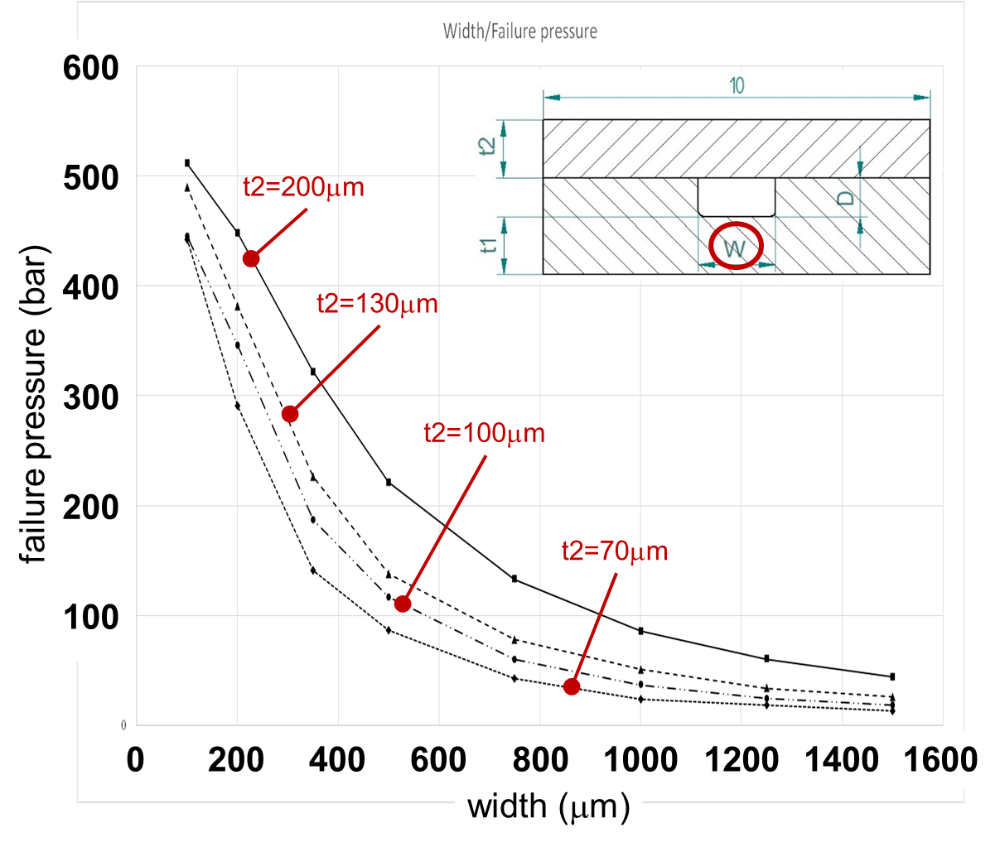 Width/Failure pressure
600
500
400
300
200
100
0
failure pressure (bar)
10
t2
D
t1
W
t2=200μm
t2=130μm
t2=100μm
t2=70μm
0 200 400 600 800 1000 1200 1400 1600
width (μm)